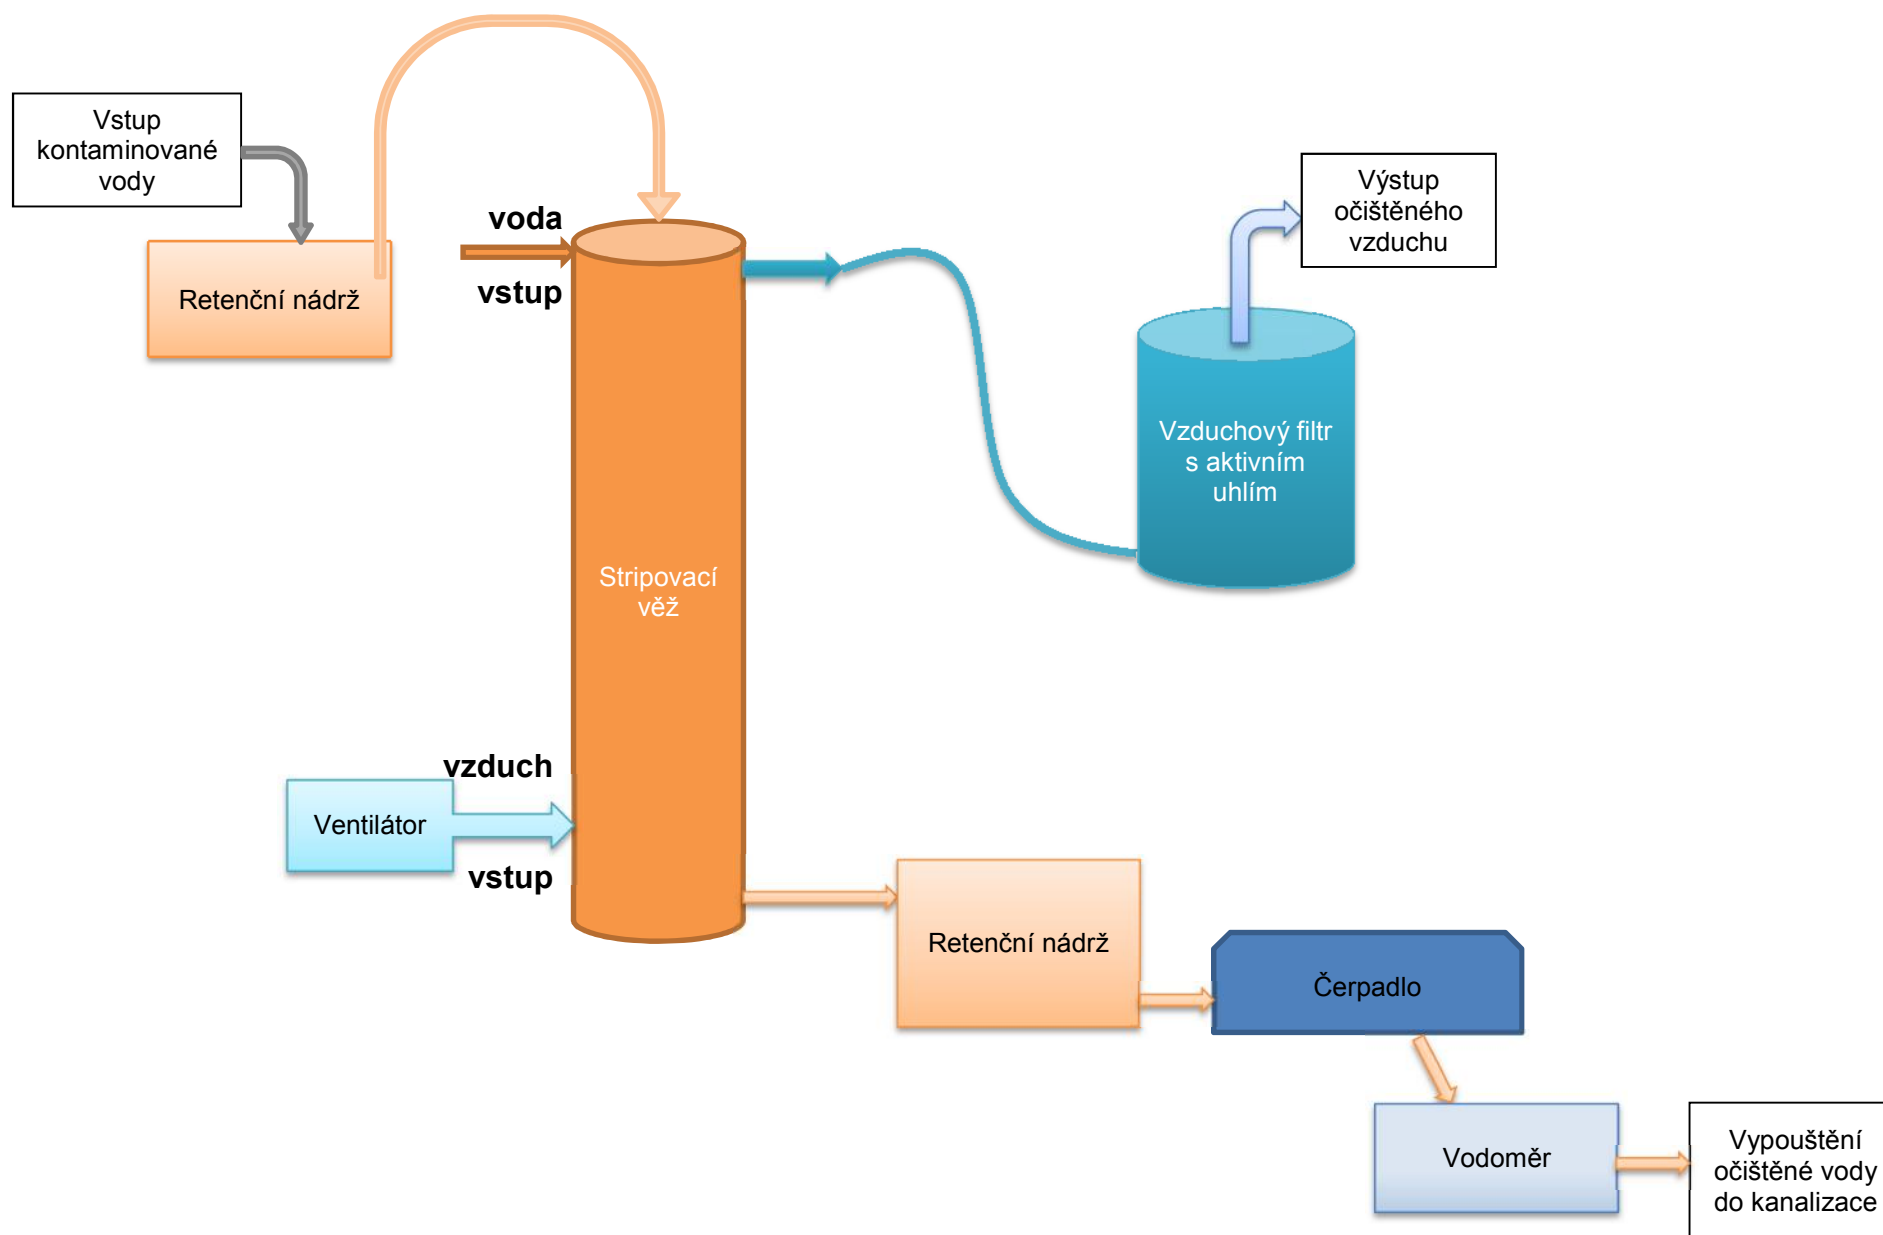 Vstup
kontaminované
vody
Retenční nádrž
voda
vstup
Výstup
očištěného
vzduchu
Vzduchový filtr
s aktivním
uhlím
Stripovací
věž
vzduch
Ventilátor
vstup
Retenční nádrž
Čerpadlo
Vodoměr
Vypouštění
očištěné vody
do kanalizace